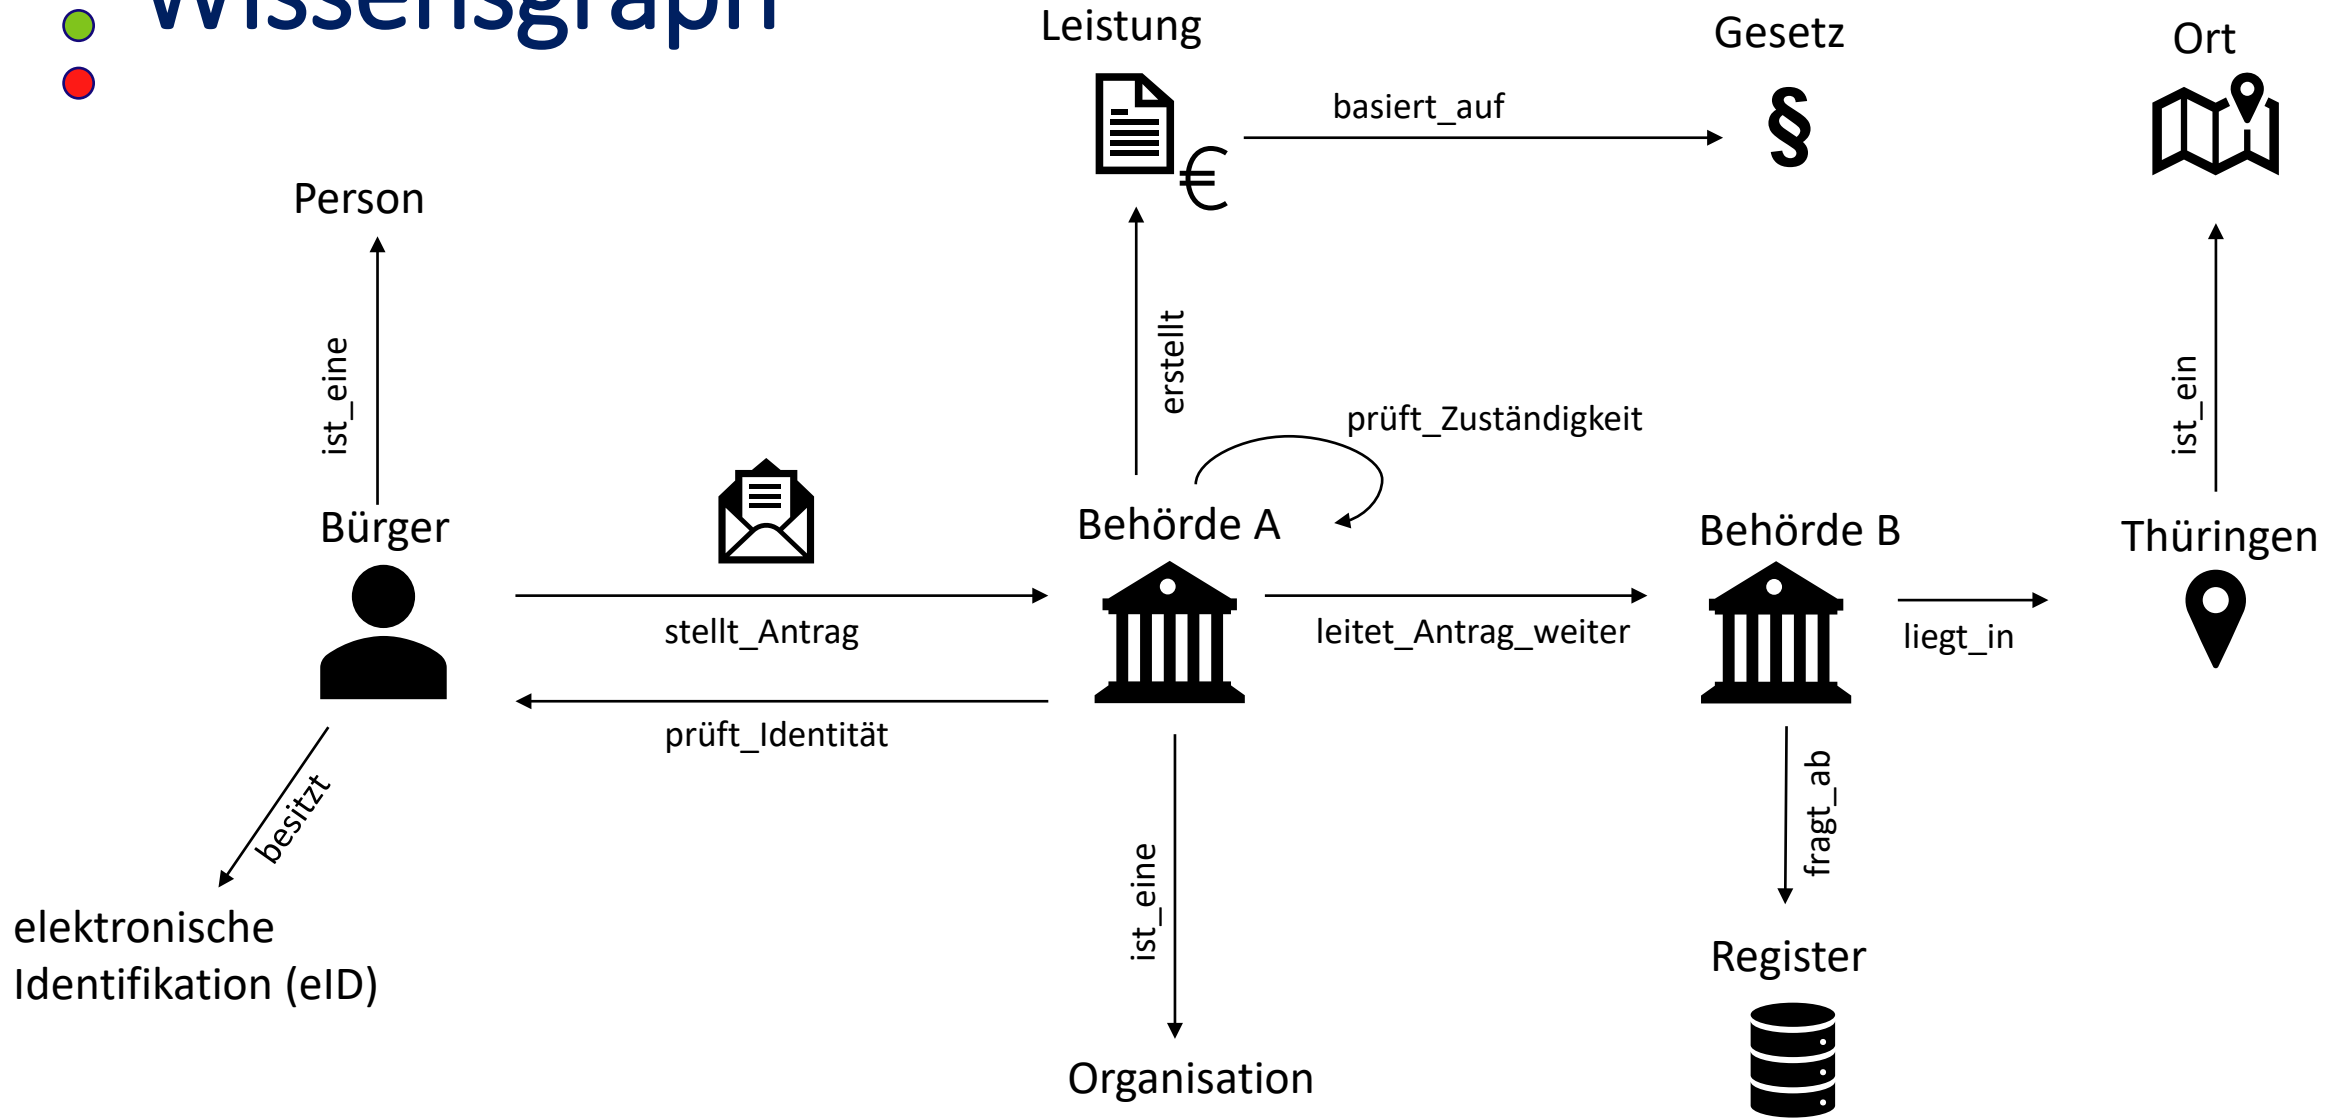 Wissensgraph
Leistung
Gesetz
Ort
basiert_auf
§
€
Person
ist_eine
erstellt
ist_ein
prüft_Zuständigkeit
Bürger
Behörde A
Behörde B
Thüringen
stellt_Antrag
leitet_Antrag_weiter
liegt_in
prüft_Identität
besitzt
fragt_ab
ist_eine
elektronische
Identifikation (eID)
Register
Organisation